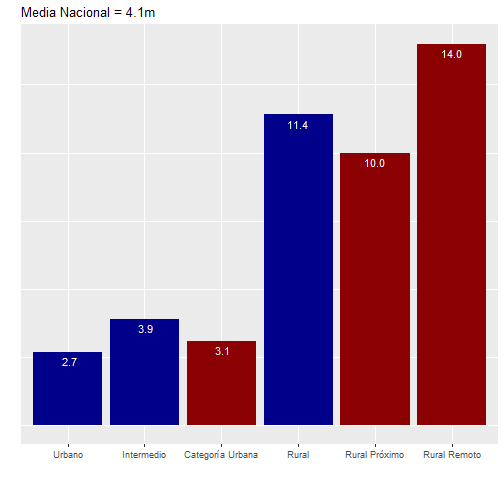 Media Nacional = 4.1m
2.7
3.9
3.1
11.4
10.0
14.0
Urbano
Intermedio
Categoría Urbana
Rural
Rural Próximo
Rural Remoto